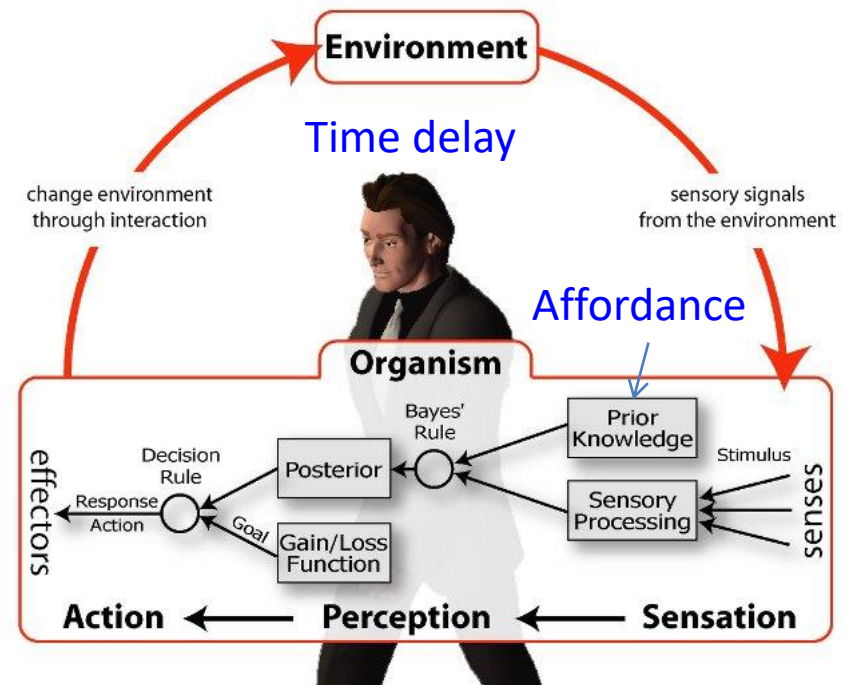 Environment
Time delay
change environment
through interaction
sensory signals
from the environment
Affordance
Organism
effectors
Response
Action
Decision
Rule
Posterior
Goal
Gain/Loss
Function
Bayes'
Rule
Prior
Knowledge
Sensory
Processing
Stimulus
senses
Action
Perception
Sensation